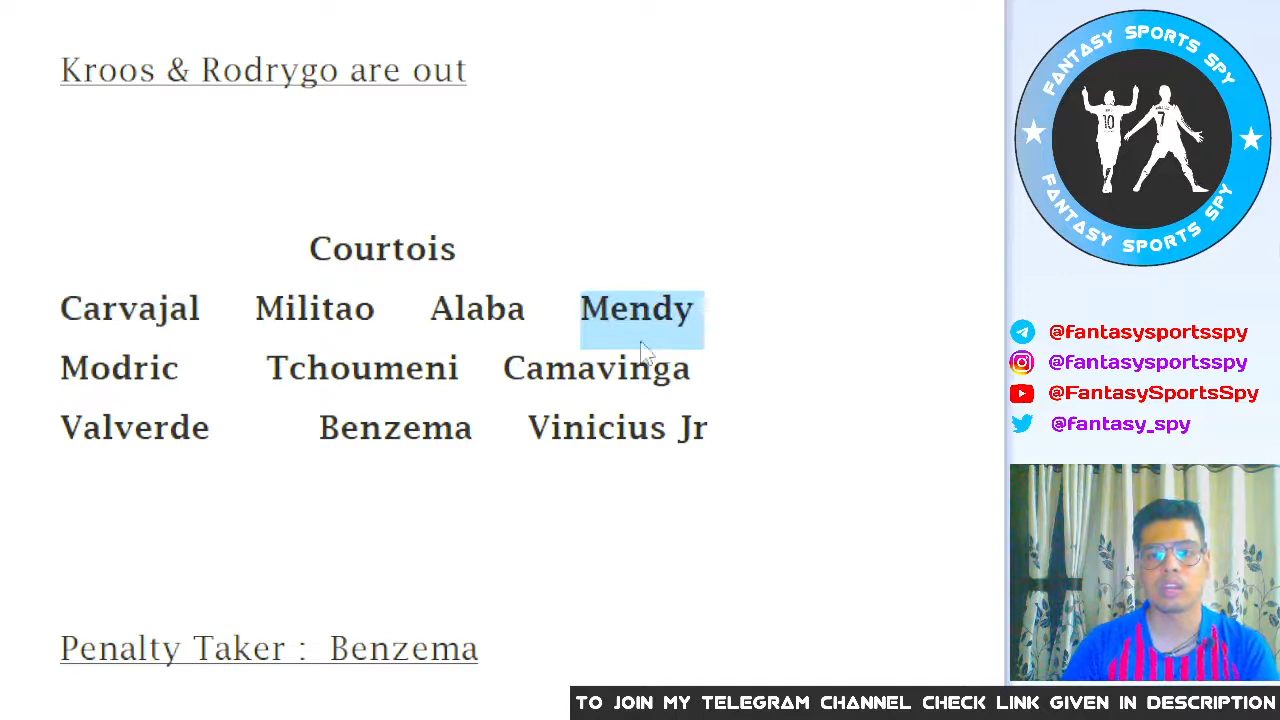 Kroos & Rodrygo are out
Courtois
Carvajal Militao Alaba Mendy
Modric Tchoumeni Camavinga
Valverde Benzema Vinicius Jr
Penalty Taker : Benzema
FANTASY SPORTS SPY
10 7
FANTASY SPORTS SPY
@fantasysportsspy
@fantasysportsspy
@FantasySportsSpy
@fantasy_spy
TO JOIN MY TELEGRAM CHANNEL CHECK LINK GIVEN IN DESCRIPTION